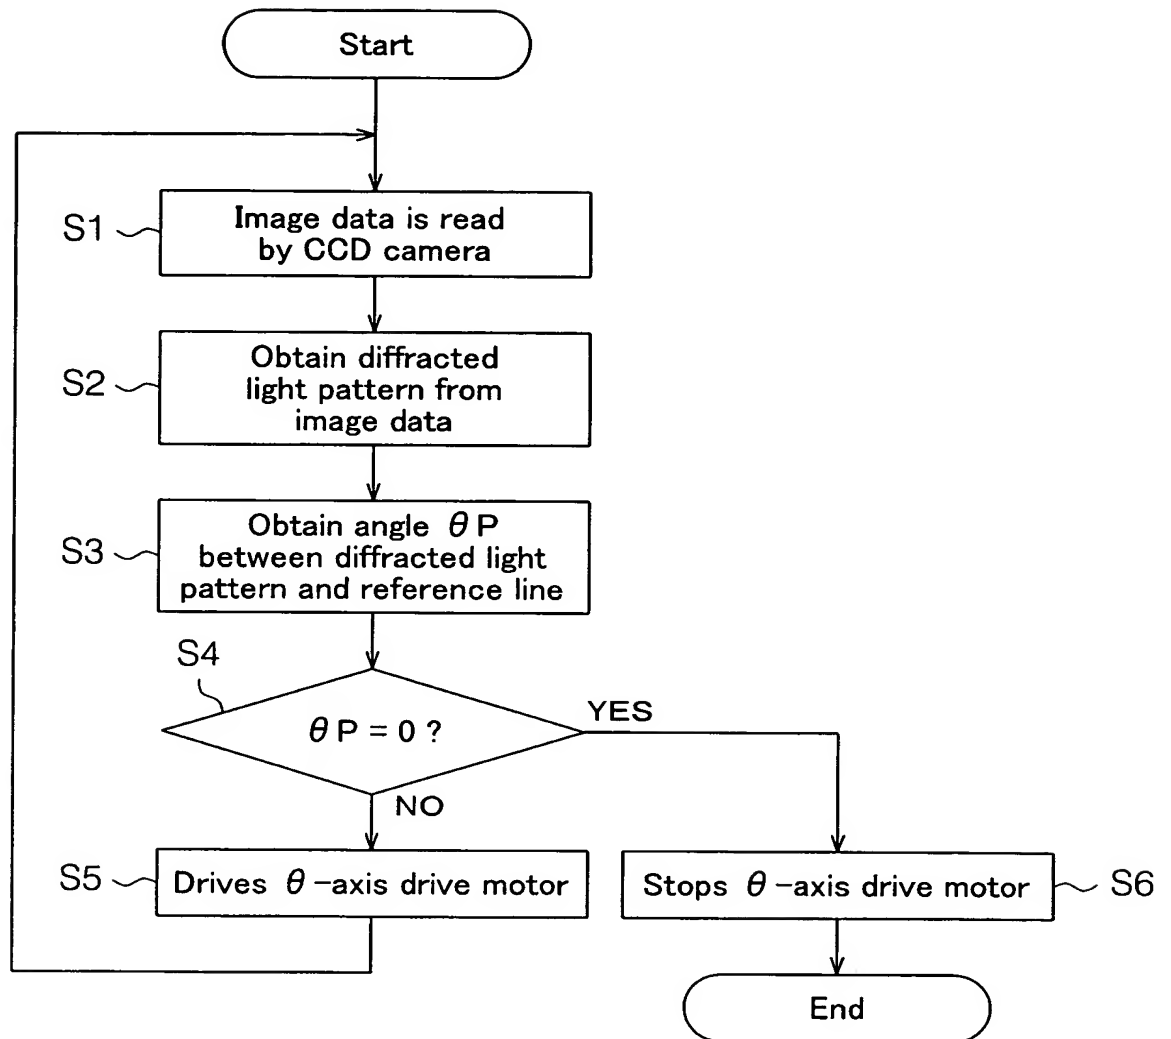 Start
S1
Image data is read
by CCD camera
S2
Obtain diffracted
light pattern from
image data
S3
Obtain angle θP
between diffracted light
pattern and reference line
S4
θP = 0 ?
YES
NO
S5
Drives θ-axis drive motor
Stops θ-axis drive motor
S6
End